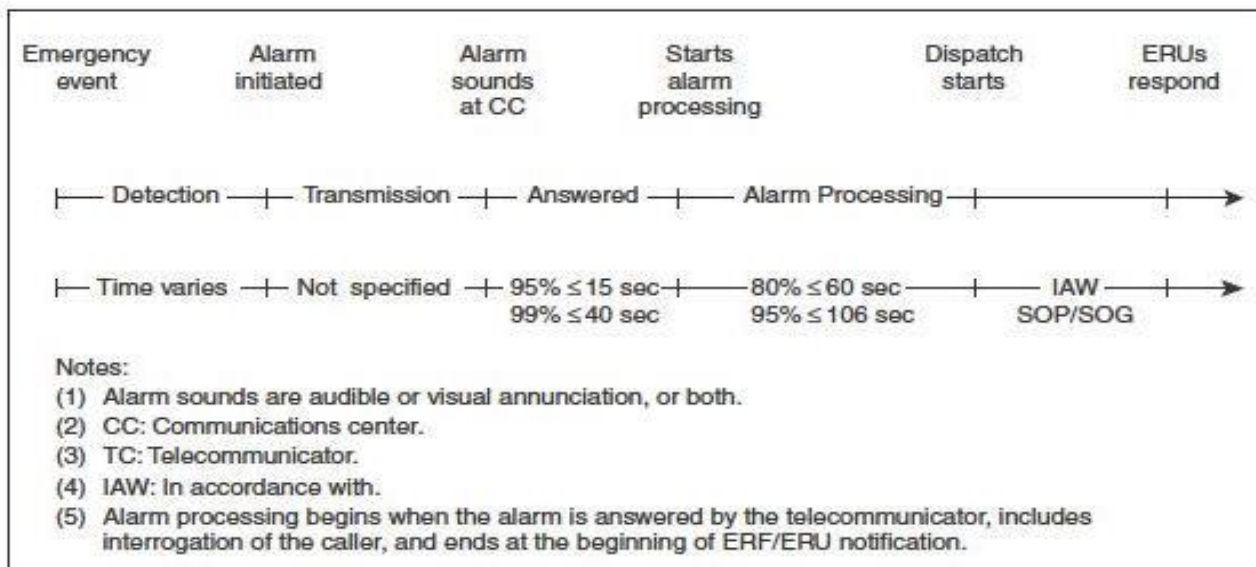 Emergency event
Alarm initiated
Alarm sounds at CC
Starts alarm processing
Dispatch starts
ERUs respond
Detection
Transmission
Answered
Alarm Processing
Time varies
Not specified
95% ≤ 15 sec
99% ≤ 40 sec
80% ≤ 60 sec
95% ≤ 106 sec
IAW
SOP/SOG
Notes:
(1) Alarm sounds are audible or visual annunciation, or both.
(2) CC: Communications center.
(3) TC: Telecommunicator.
(4) IAW: In accordance with.
(5) Alarm processing begins when the alarm is answered by the telecommunicator, includes
interrogation of the caller, and ends at the beginning of ERF/ERU notification.